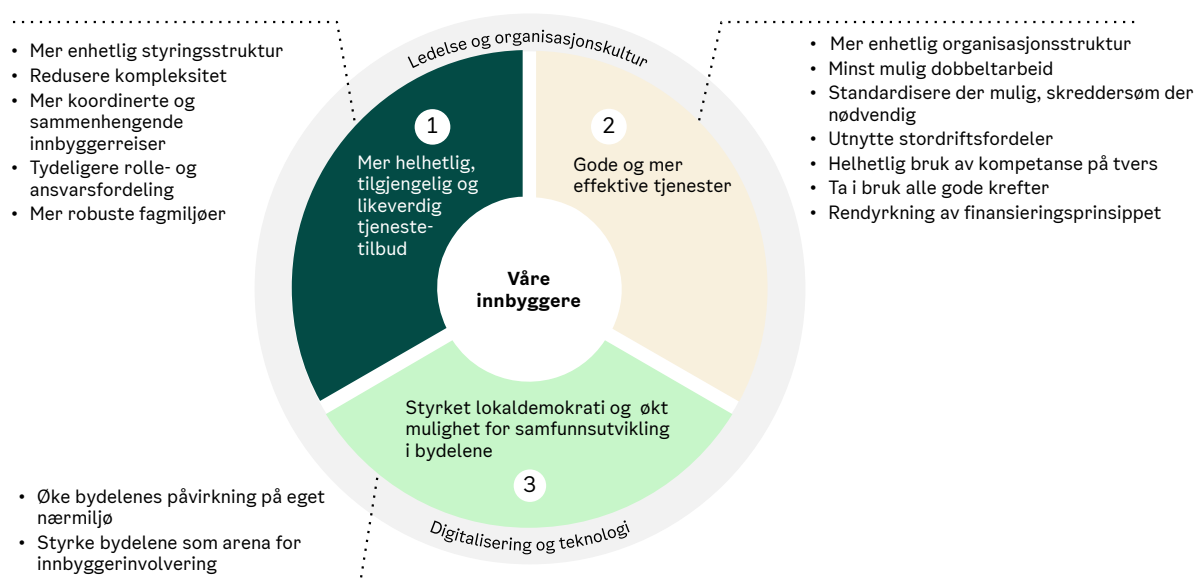 Ledelse og organisasjonskultur
• Mer enhetlig styringsstruktur
• Redusere kompleksitet
• Mer koordinerte og
sammenhengende
innbyggerreiser
• Tydeligere rolle- og
ansvarsfordeling
• Mer robuste fagmiljøer
1
Mer helhetlig,
tilgjengelig og
likeverdig
tjeneste-
tilbud
2
Gode og mer
effektive tjenester
• Mer enhetlig organisasjonsstruktur
• Minst mulig dobbeltarbeid
• Standardisere der mulig, skreddersøm der
nødvendig
• Utnytte stordriftsfordeler
• Helhetlig bruk av kompetanse på tvers
• Ta i bruk alle gode krefter
• Rendyrkning av finansieringsprinsippet
Våre
innbyggere
Styrket lokaldemokrati og økt
mulighet for samfunnsutvikling
i bydelene
3
• Øke bydelenes påvirkning på eget
nærmiljø
• Styrke bydelene som arena for
innbyggerinvolvering
Digitalisering og teknologi